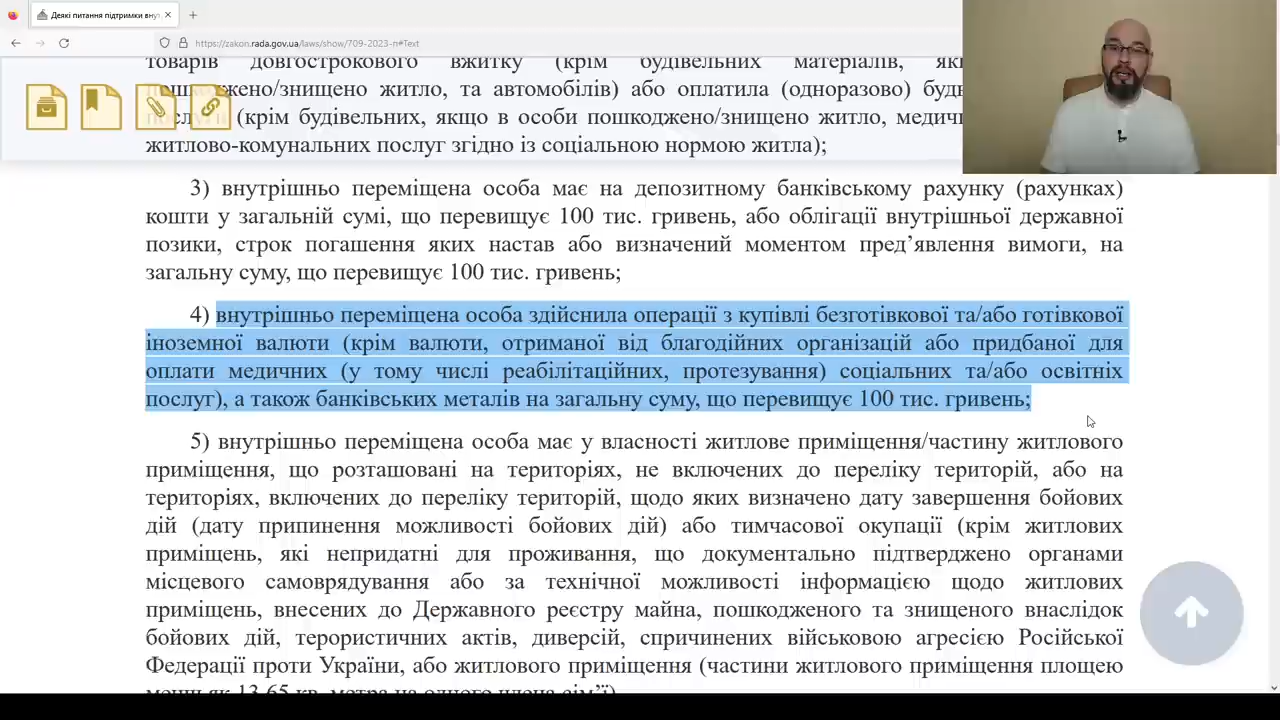 Деякі питання підтримки вну
https://zakon.rada.gov.ua/laws/show/709-2023-п#Text
товарів довгострокового вжитку (крім будівельних матеріалів,
пошкоджено/знищено житло, та автомобілів) або оплатила (одноразово)
(крім будівельних, якщо в особи пошкоджено/знищено житло,
житлово-комунальних послуг згідно із соціальною нормою житла);
3) внутрішньо переміщена особа має на депозитному банківському рахунку (рахунках)
кошти у загальній сумі, що перевищує 100 тис. гривень, або облігації внутрішньої державної
позики, строк погашення яких настав або визначений моментом пред’явлення вимоги, на
загальну суму, що перевищує 100 тис. гривень;
4) внутрішньо переміщена особа здійснила операції з купівлі безготівкової та/або готівкової
іноземної валюти (крім валюти, отриманої від благодійних організацій або придбаної для
оплати медичних (у тому числі реабілітаційних, протезування) соціальних та/або освітніх
послуг), а також банківських металів на загальну суму, що перевищує 100 тис. гривень;
5) внутрішньо переміщена особа має у власності житлове приміщення/частину житлового
приміщення, що розташовані на територіях, не включених до переліку територій, або на
територіях, включених до переліку територій, щодо яких визначено дату завершення бойових
дій (дату припинення можливості бойових дій) або тимчасової окупації (крім житлових
приміщень, які непридатні для проживання, що документально підтверджено органами
місцевого самоврядування або за технічної можливості інформацією щодо житлових
приміщень, внесених до Державного реєстру майна, пошкодженого та знищеного внаслідок
бойових дій, терористичних актів, диверсій, спричинених військовою агресією Російської
Федерації проти України, або житлового приміщення (частини житлового приміщення площею
менш як 13,65 кв. метра на одного члена сім’ї)